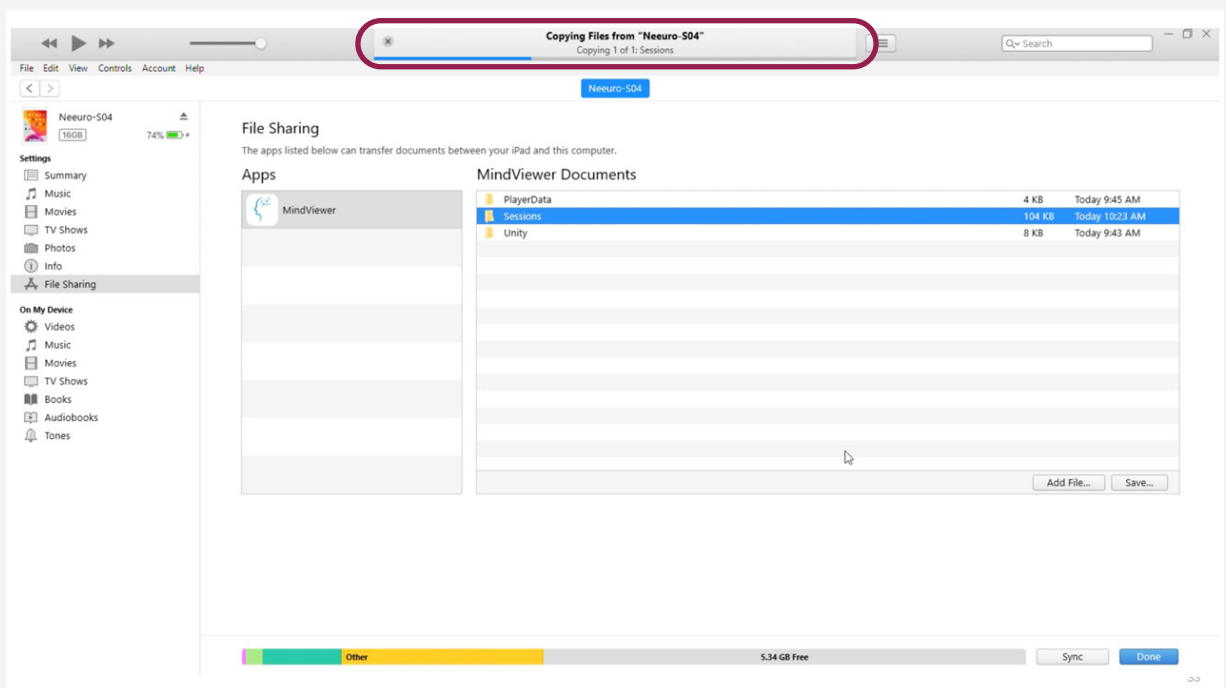 Copying Files from "Neeuro-S04"
Copying 1 of 1: Sessions
Search
File Edit View Controls Account Help
Neeuro-S04
Neeuro-S04
16GB 74%
Settings
Summary
Music
Movies
TV Shows
Photos
Info
File Sharing
On My Device
Videos
Music
Movies
TV Shows
Books
Audiobooks
Tones
File Sharing
The apps listed below can transfer documents between your iPad and this computer.
Apps
MindViewer
MindViewer Documents
PlayerData 4 KB Today 9:45 AM
Sessions 104 KB Today 10:23 AM
Unity 8 KB Today 9:43 AM
Add File... Save...
Other 5.34 GB Free Sync Done